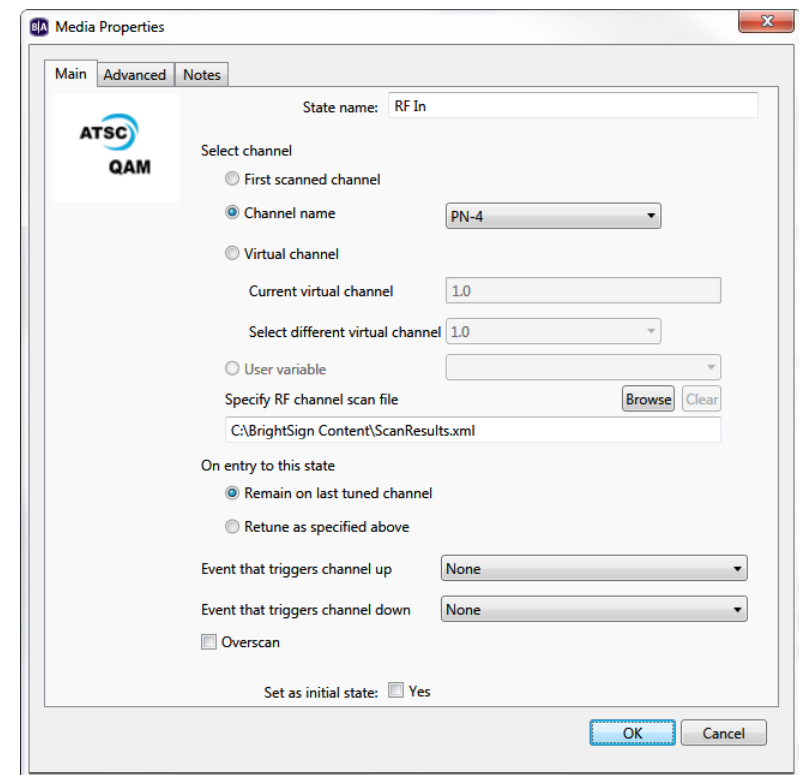 B|A Media Properties
Main Advanced Notes
State name: RF In
ATSC
QAM
Select channel
First scanned channel
Channel name PN-4
Virtual channel
Current virtual channel 1.0
Select different virtual channel 1.0
User variable
Specify RF channel scan file Browse Clear
C:\BrightSign Content\ScanResults.xml
On entry to this state
Remain on last tuned channel
Retune as specified above
Event that triggers channel up None
Event that triggers channel down None
Overscan
Set as initial state: Yes
OK Cancel